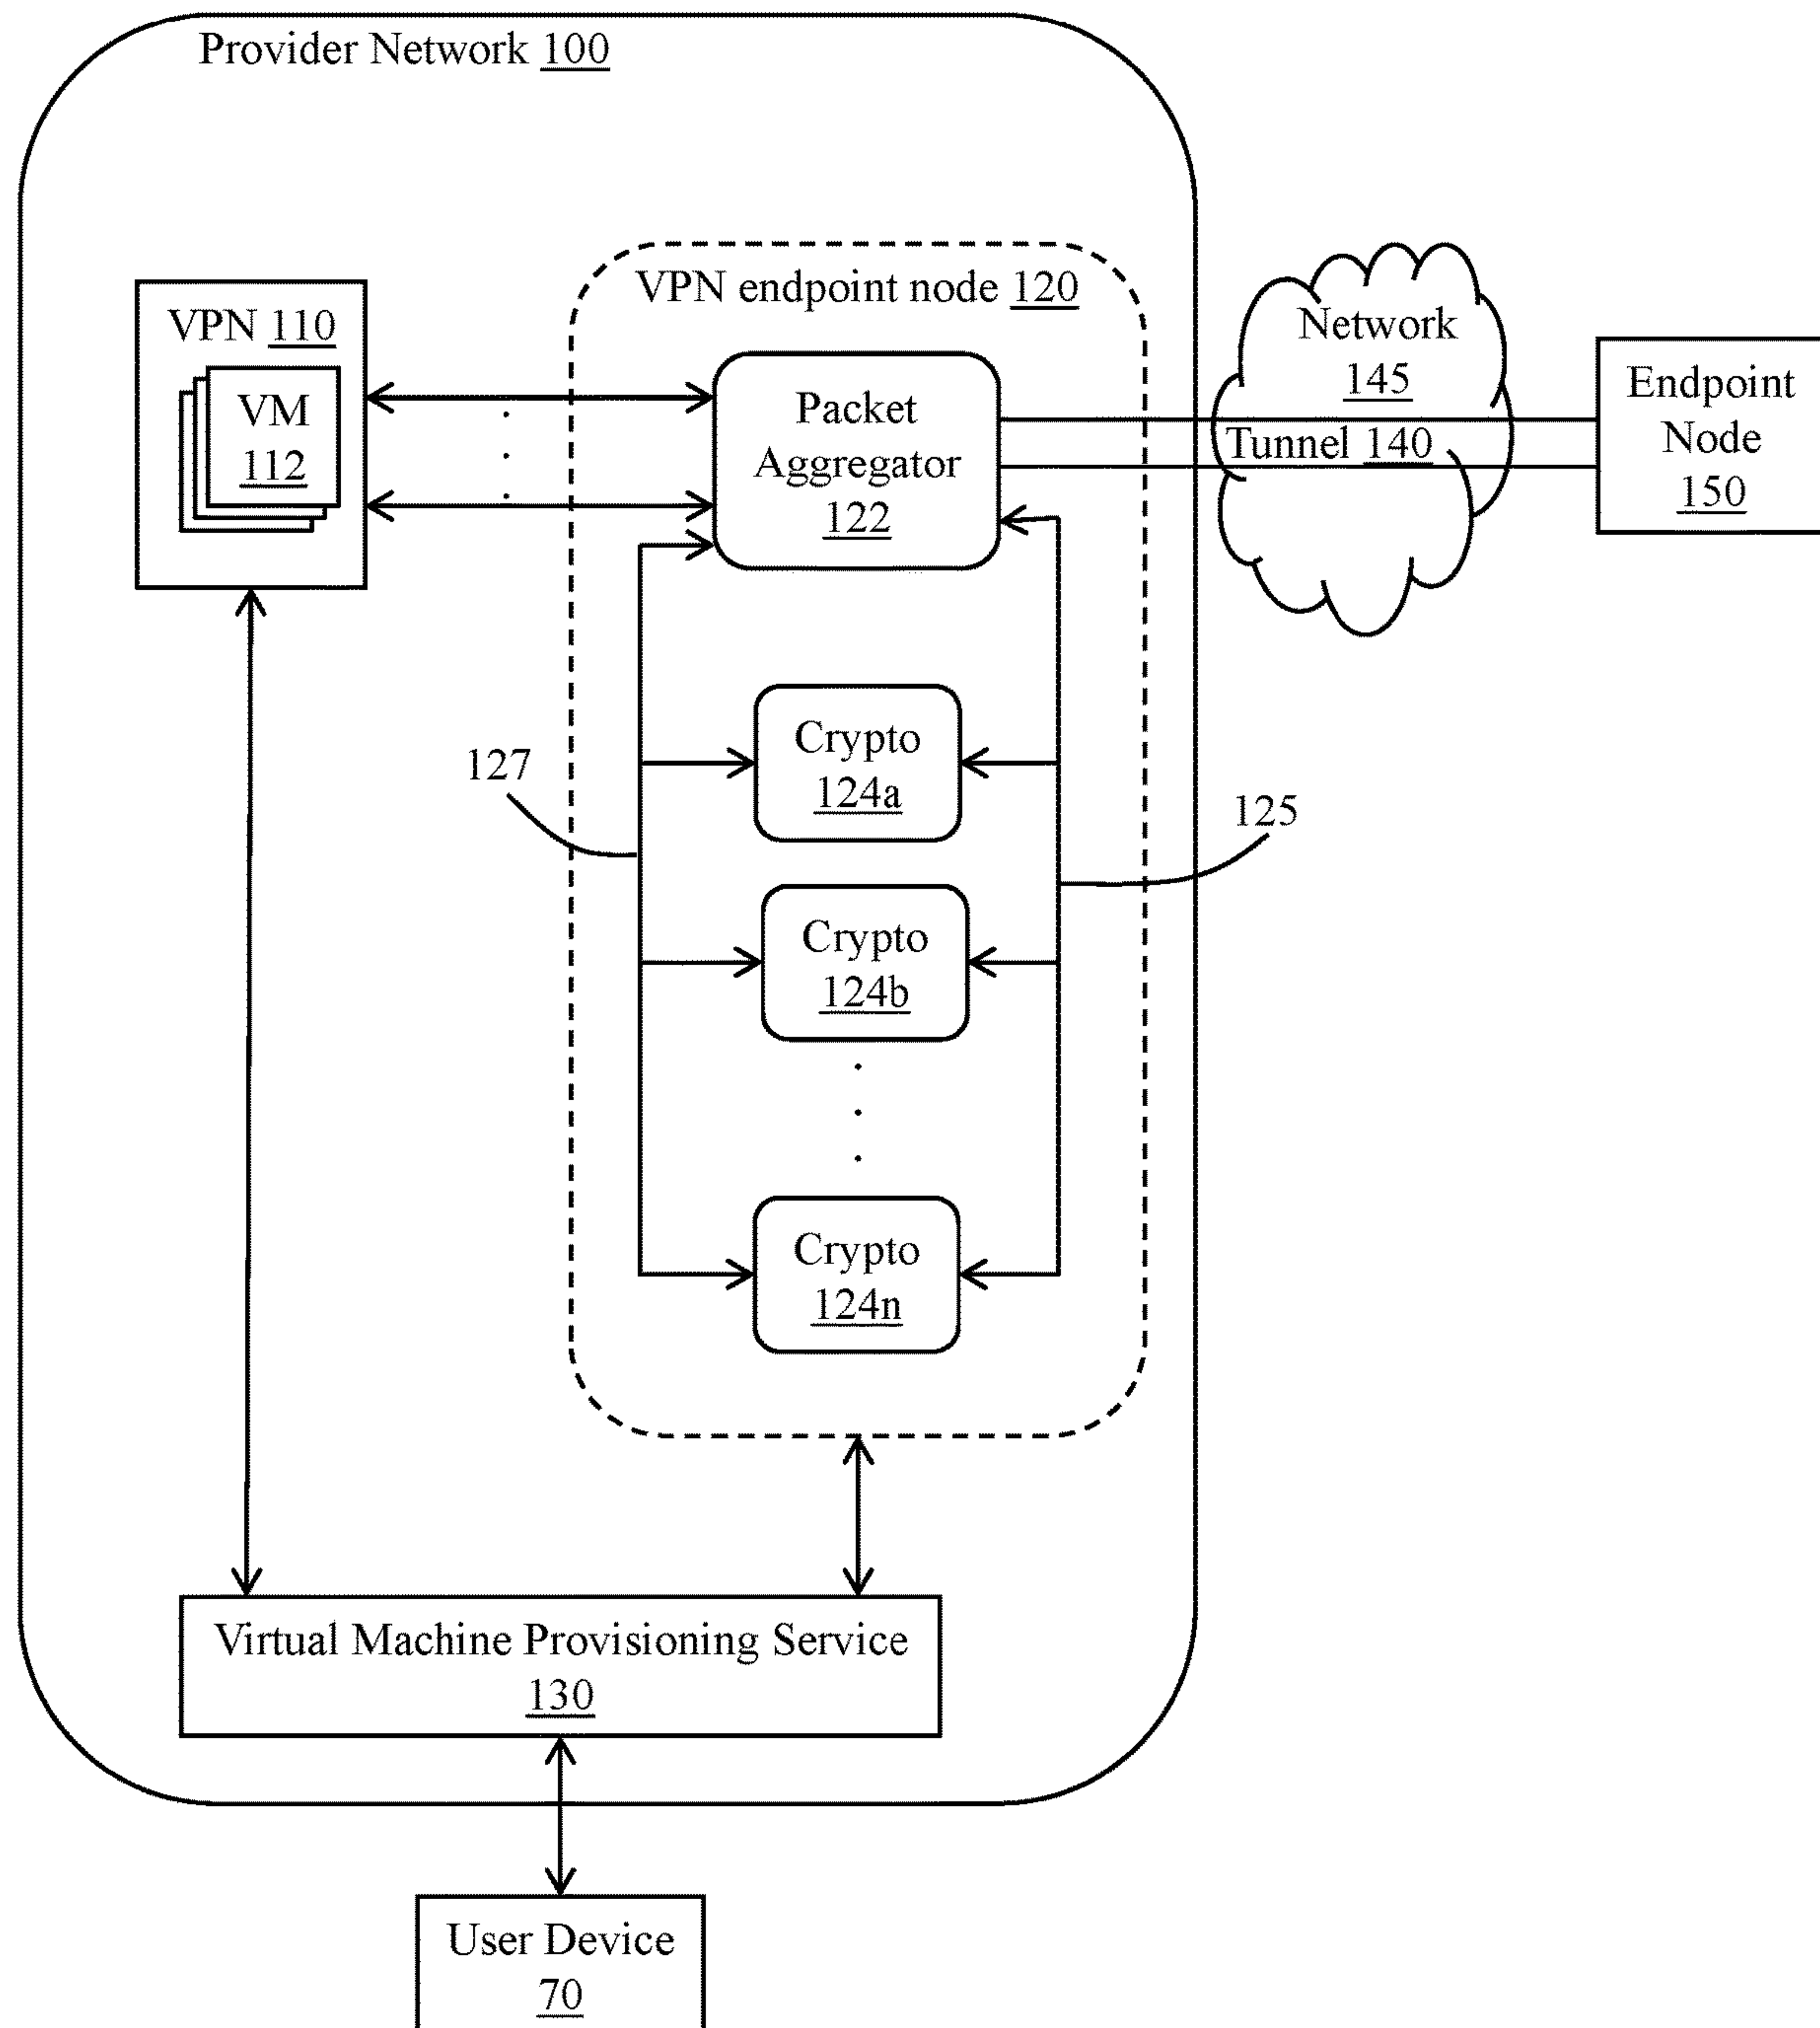 Provider Network 100
VPN endpoint node 120
VPN 110
VM
112
Packet
Aggregator
122
Network
145
Tunnel 140
Endpoint
Node
150
Crypto
124a
127
125
Crypto
124b
Crypto
124n
Virtual Machine Provisioning Service
130
User Device
70